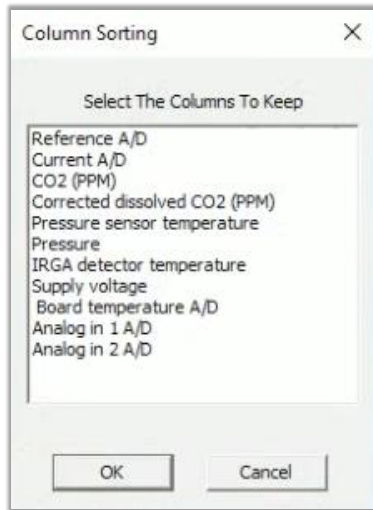 Column Sorting
Select The Columns To Keep
Reference A/D
Current A/D
CO2 (PPM)
Corrected dissolved CO2 (PPM)
Pressure sensor temperature
Pressure
IRGA detector temperature
Supply voltage
Board temperature A/D
Analog in 1 A/D
Analog in 2 A/D
OK Cancel